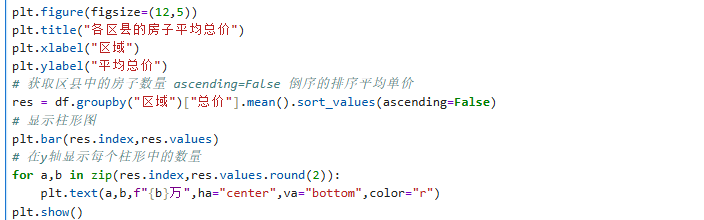 plt.figure(figsize=(12,5))
plt.title("各区县的房子平均总价")
plt.xlabel("区域")
plt.ylabel("平均总价")
# 获取区县中的房子数量 ascending=False 倒序的排序平均单价
res = df.groupby("区域")["总价"].mean().sort_values(ascending=False)
# 显示柱形图
plt.bar(res.index,res.values)
# 在y轴显示每个柱形中的数量
for a,b in zip(res.index,res.values.round(2)):
    plt.text(a,b,f"{b}万",ha="center",va="bottom",color="r")
plt.show()